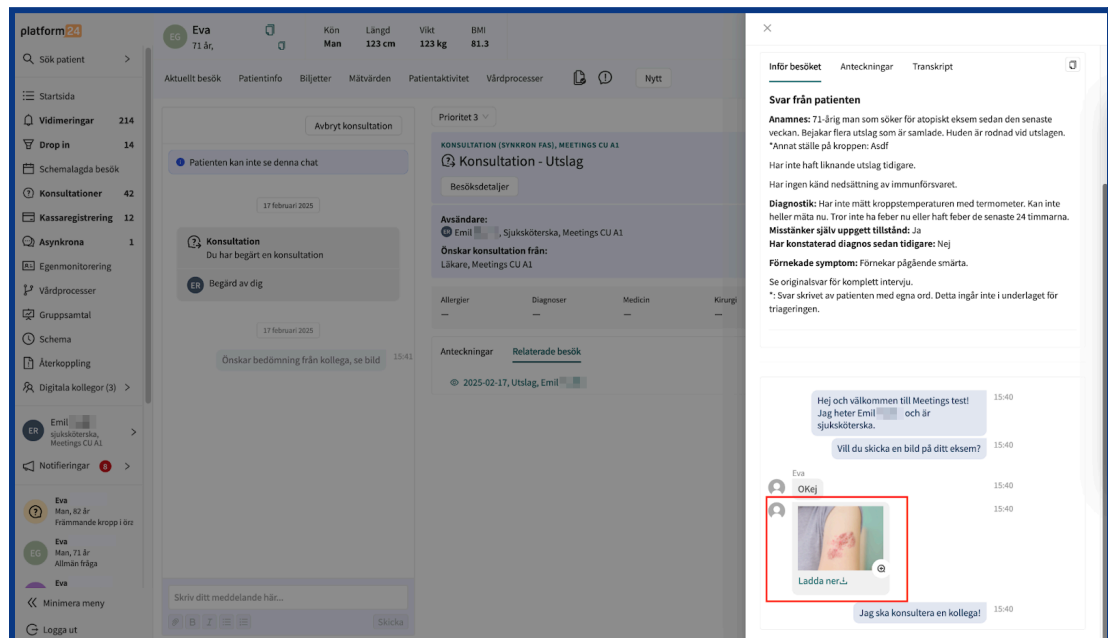 platform24
Sök patient
Startsida
Vidimeringar 214
Drop in 14
Schemalagda besök
Konsultationer 42
Kassaregistrering 12
Asynkrona 1
Egenmonitorering
Vårdprocesser
Gruppsamtal
Schema
Återkoppling
Digitala kollegor (3)
ER
Emil
sjuksköterska,
Meetings CU A1
Notifieringar 8
Eva
Man, 82 år
Främmande kropp i öra
EG
Eva
Man, 71 år
Allmän fråga
Eva
Minimera meny
Logga ut
EG
Eva
71 år,
Kön Längd Vikt BMI
Man 123 cm 123 kg 81.3
Aktuellt besök Patientinfo Biljetter Mätvärden Patientaktivitet Vårdprocesser Nytt
Avbryt konsultation
Patienten kan inte se denna chat
17 februari 2025
Konsultation
Du har begärt en konsultation
ER Begärd av dig
17 februari 2025
Önskar bedömning från kollega, se bild 15:41
Skriv ditt meddelande här...
B I
Skicka
Prioritet 3
KONSULTATION (SYNKRON FAS), MEETINGS CU A1
Konsultation - Utslag
Besöksdetaljer
Avsändare:
Emil , Sjuksköterska, Meetings CU A1
Önskar konsultation från:
Läkare, Meetings CU A1
Allergier Diagnoser Medicin Kirurgi
— — — —
Anteckningar Relaterade besök
2025-02-17, Utslag, Emil
Inför besöket Anteckningar Transkript
Svar från patienten
Anamnes: 71-årig man som söker för atopiskt eksem sedan den senaste
veckan. Bejakar flera utslag som är samlade. Huden är rodnad vid utslagen.
*Annat ställe på kroppen: Asdf
Har inte haft liknande utslag tidigare.
Har ingen känd nedsättning av immunförsvaret.
Diagnostik: Har inte mätt kroppstemperaturen med termometer. Kan inte
heller mäta nu. Tror inte ha feber nu eller haft feber de senaste 24 timmarna.
Misstänker själv uppgett tillstånd: Ja
Har konstaterad diagnos sedan tidigare: Nej
Förnekade symptom: Förnekar pågående smärta.
Se originalsvar för komplett intervju.
*: Svar skrivet av patienten med egna ord. Detta ingår inte i underlaget för
triageringen.
Hej och välkommen till Meetings test! 15:40
Jag heter Emil och är
sjuksköterska.
Vill du skicka en bild på ditt eksem? 15:40
Eva
OKej 15:40
15:40
Ladda ner
Jag ska konsultera en kollega! 15:40